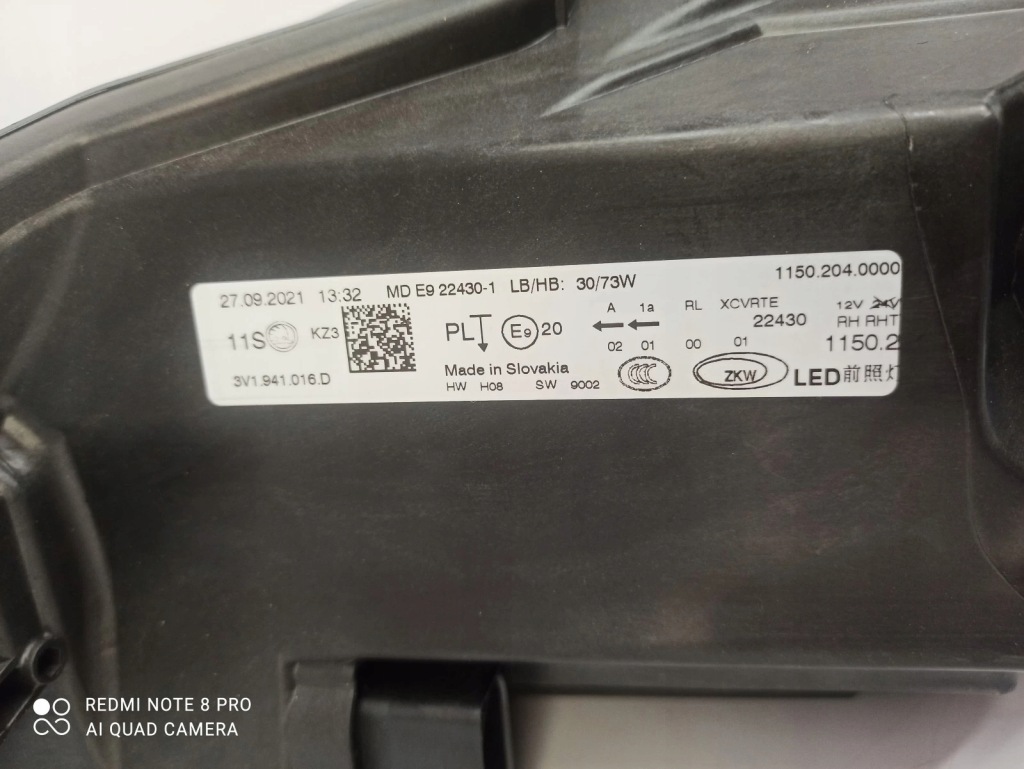 27.09.2021 13:32 MD E9 22430-1 LB/HB: 30/73W 1150.204.0000
11S KZ3 PL E9 20 A 1a RL XCVRTE 12V 24V
22430 RH RHT
02 01 00 01 1150.2
3V1.941.016.D Made in Slovakia CCC ZKW LED前照灯
HW H08 SW 9002
REDMI NOTE 8 PRO
AI QUAD CAMERA